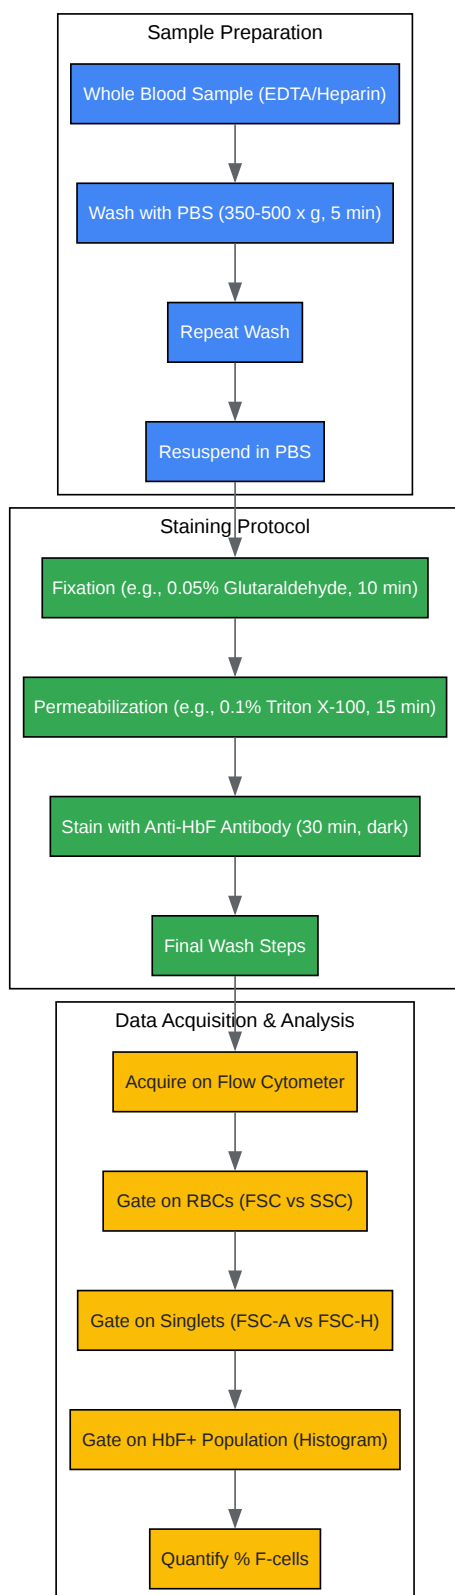 Sample Preparation
Whole Blood Sample (EDTA/Heparin)
Wash with PBS (350-500 x g, 5 min)
Repeat Wash
Resuspend in PBS
Staining Protocol
Fixation (e.g., 0.05% Glutaraldehyde, 10 min)
Permeabilization (e.g., 0.1% Triton X-100, 15 min)
Stain with Anti-HbF Antibody (30 min, dark)
Final Wash Steps
Data Acquisition & Analysis
Acquire on Flow Cytometer
Gate on RBCs (FSC vs SSC)
Gate on Singlets (FSC-A vs FSC-H)
Gate on HbF+ Population (Histogram)
Quantify % F-cells